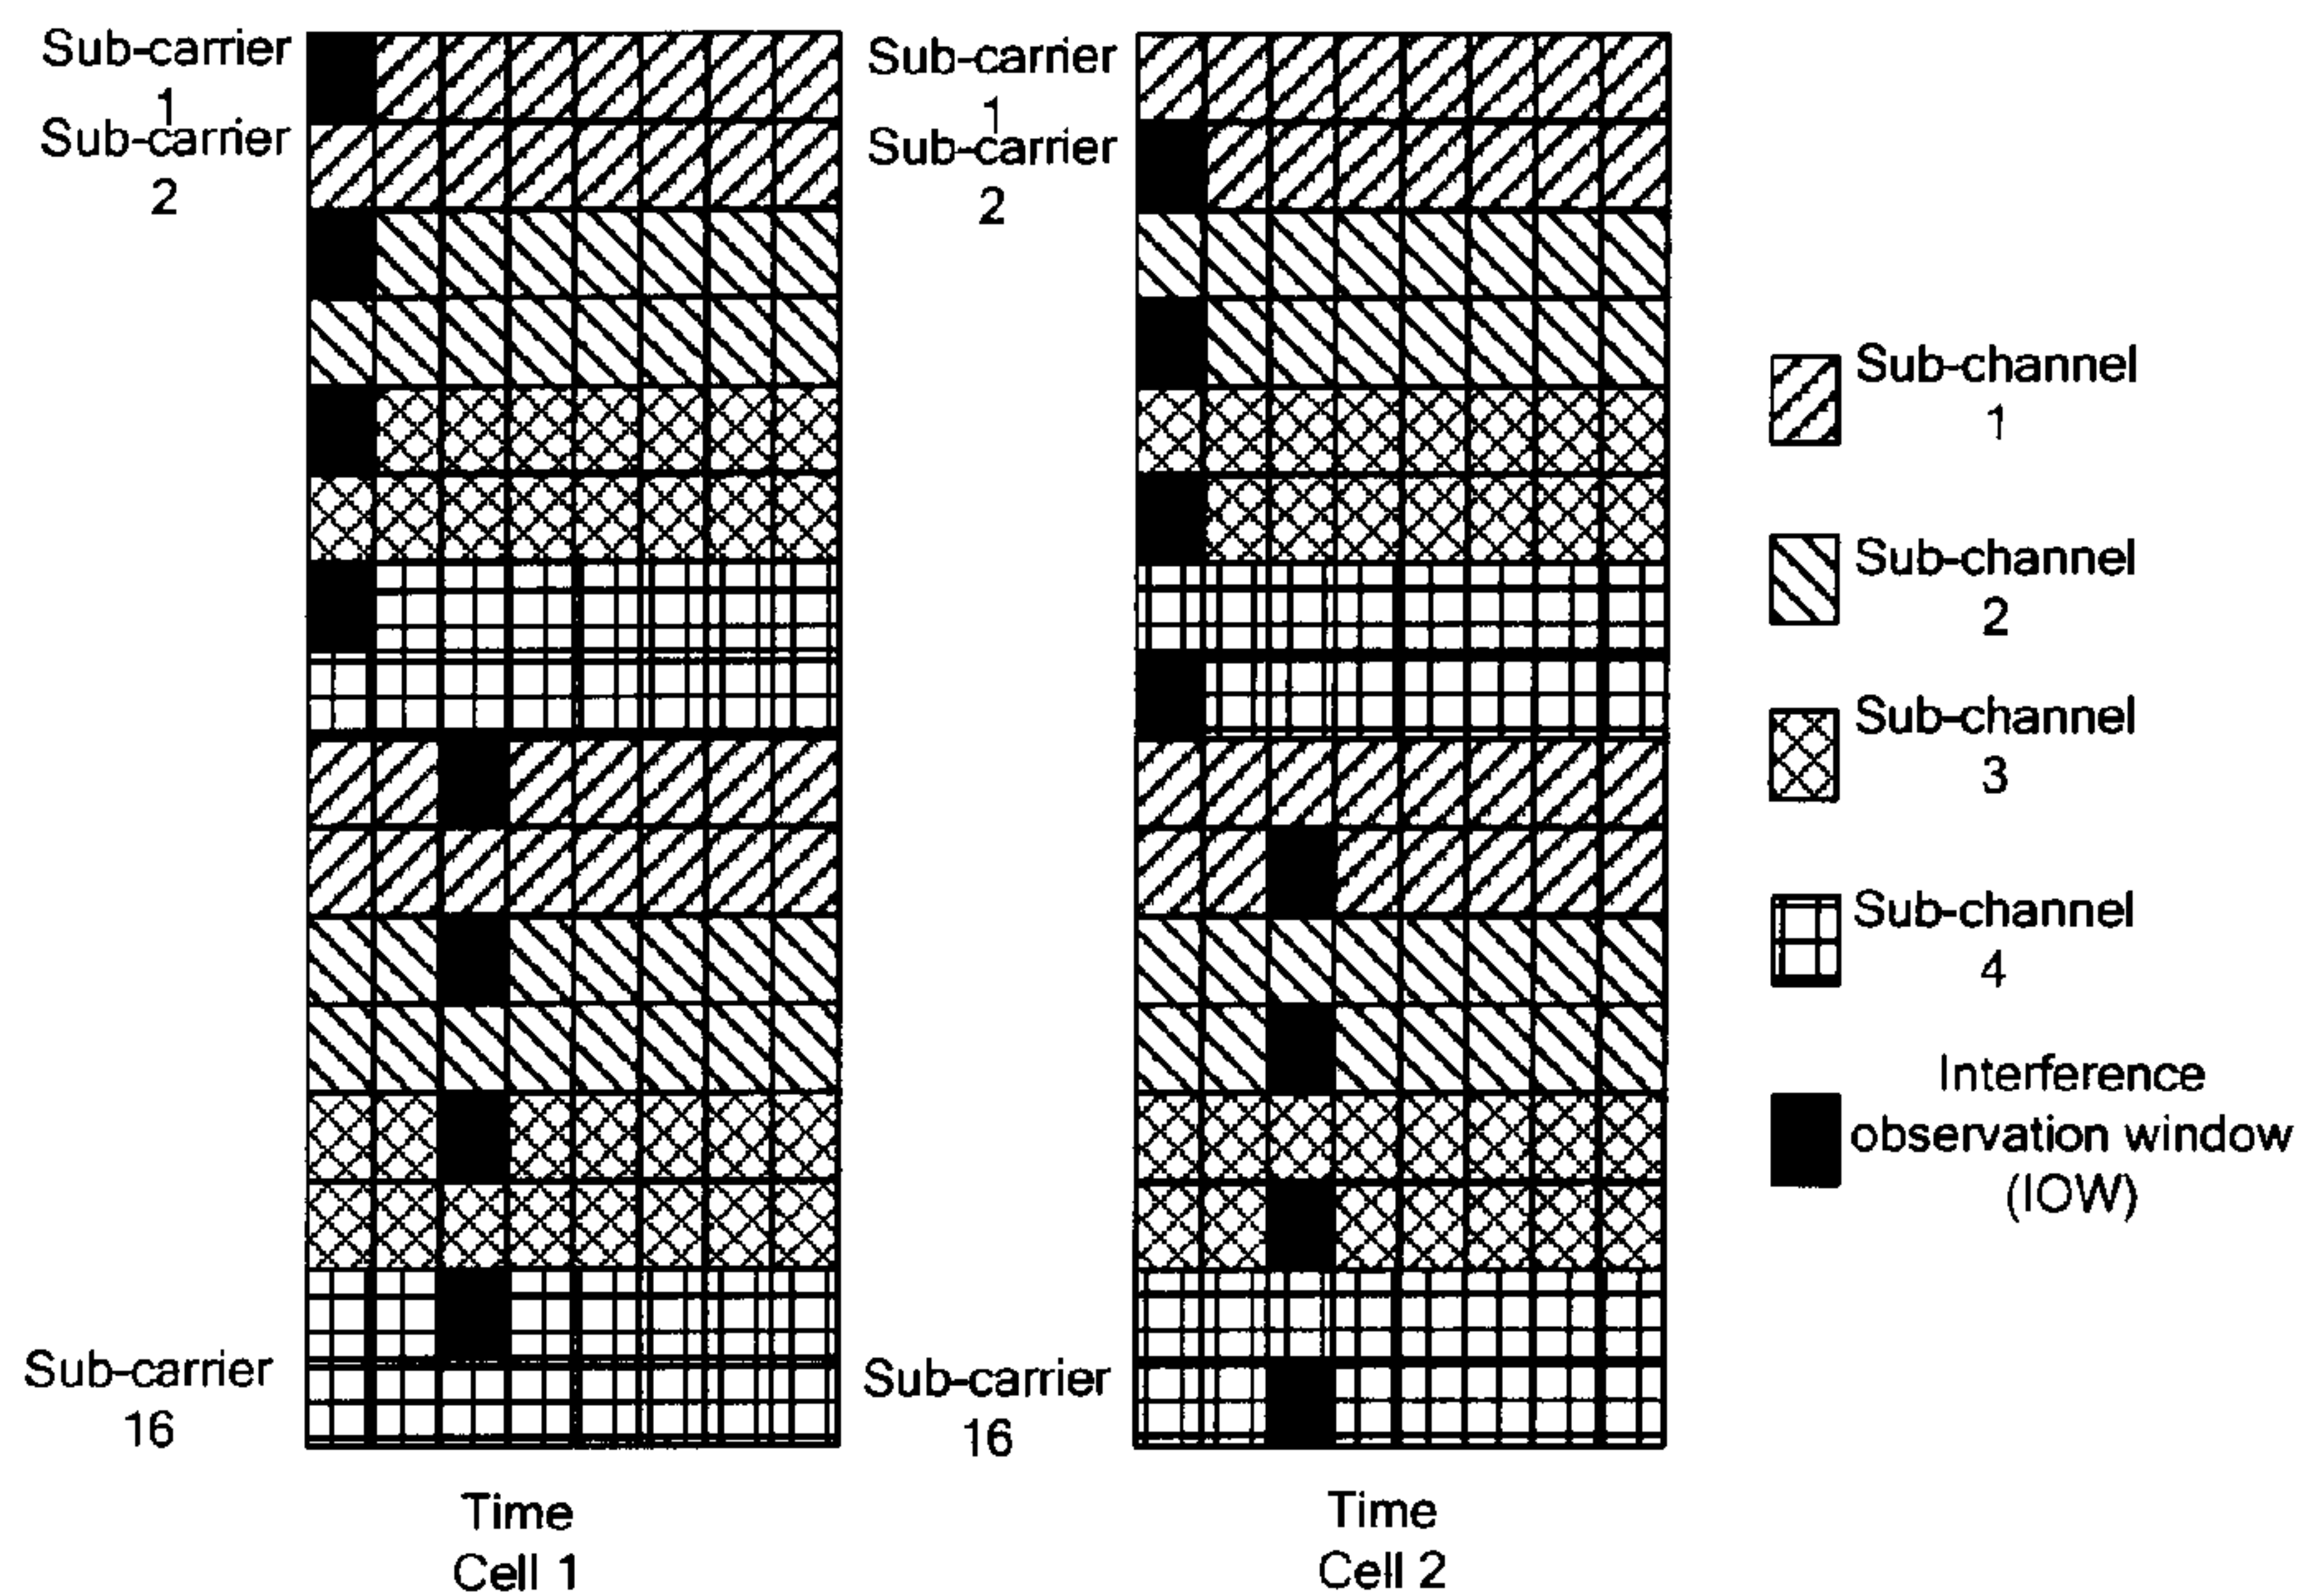 Sub-carrier
1
Sub-carrier
2
Sub-carrier
16
Time
Cell 1
Sub-carrier
1
Sub-carrier
2
Sub-carrier
16
Time
Cell 2
Sub-channel
1
Sub-channel
2
Sub-channel
3
Sub-channel
4
Interference
observation window
(IOW)